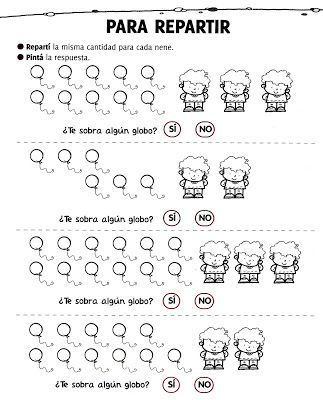 PARA REPARTIR
Repartí la misma cantidad para cada nene.
Pintá la respuesta.
¿Te sobra algún globo? SÍ NO
¿Te sobra algún globo? SÍ NO
¿Te sobra algún globo? SÍ NO
¿Te sobra algún globo? SÍ NO